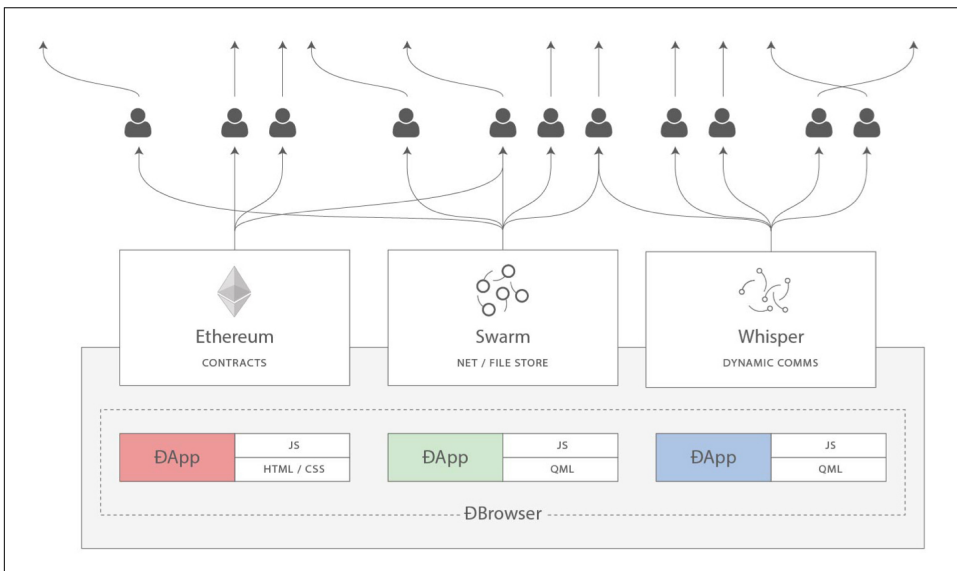 Ethereum
CONTRACTS
Swarm
NET / FILE STORE
Whisper
DYNAMIC COMMS
ĐApp
JS
HTML / CSS
ĐApp
JS
QML
ĐApp
JS
QML
ĐBrowser